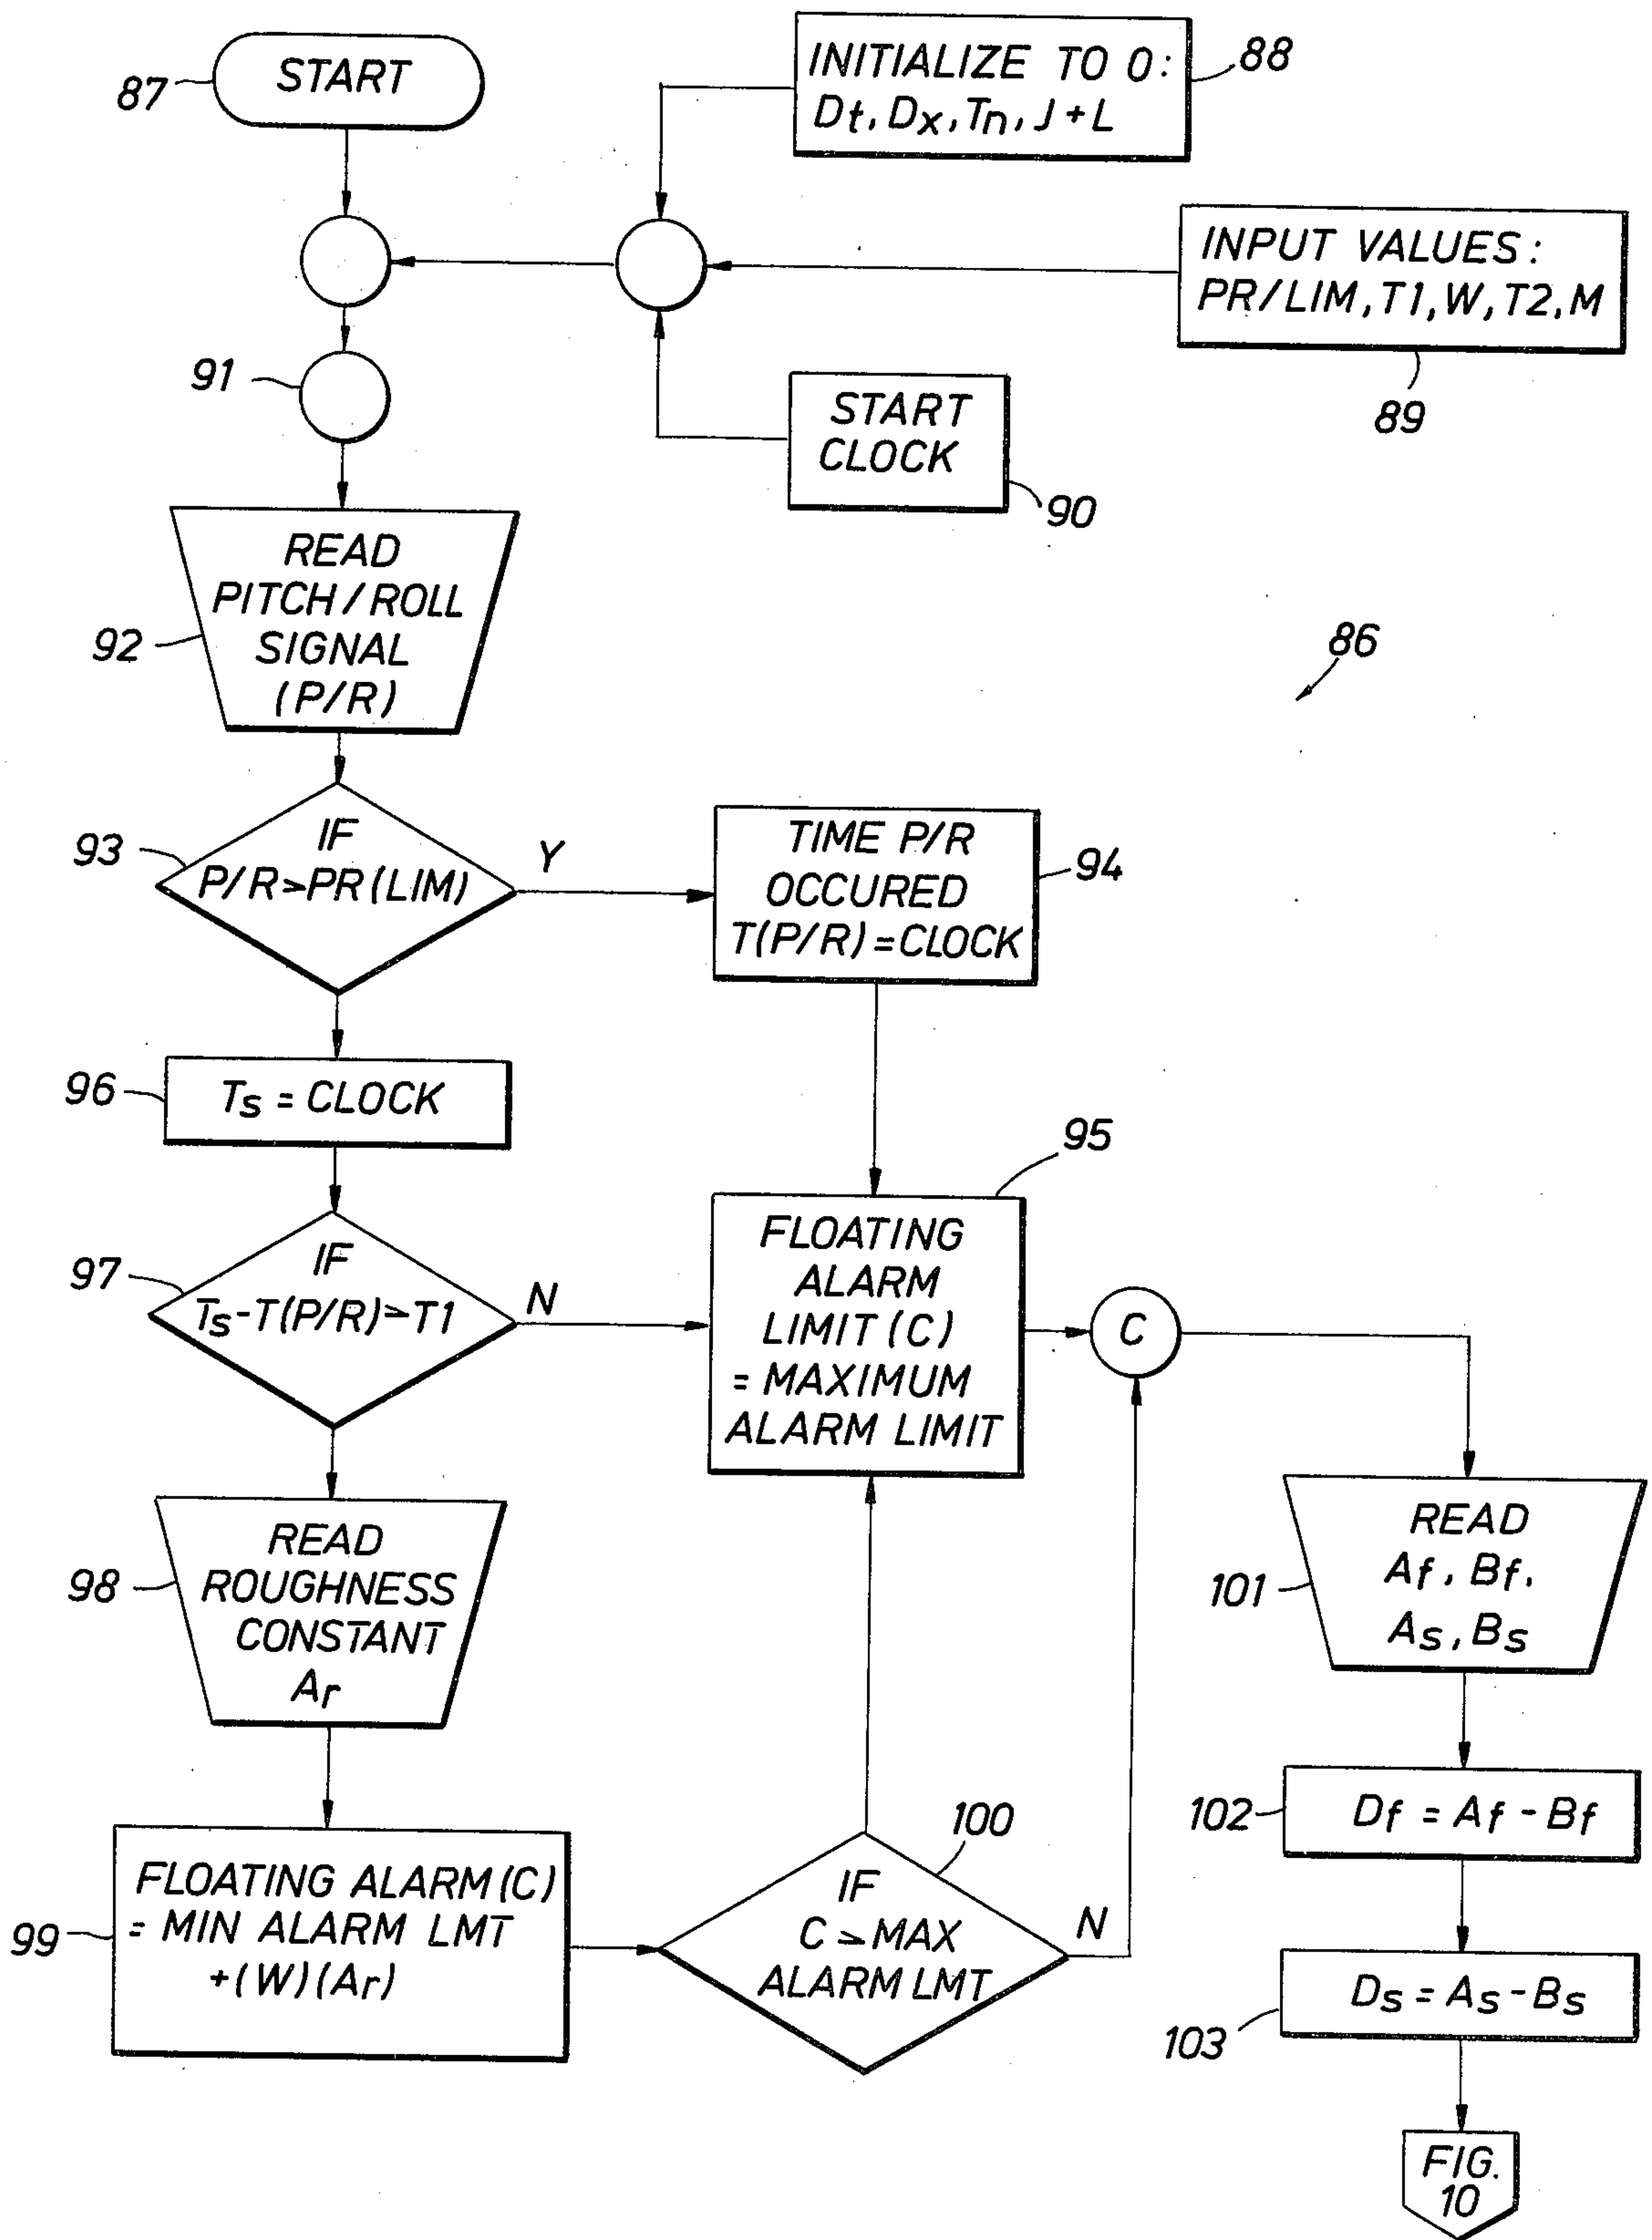 87
START
INITIALIZE TO 0:
Dt, Dx, Tn, J + L
88
INPUT VALUES:
PR/LIM, T1, W, T2, M
89
91
START
CLOCK
90
READ
PITCH/ROLL
SIGNAL
(P/R)
92
86
93
IF
P/R≥PR(LIM)
Y
TIME P/R
OCCURED
T(P/R)=CLOCK
94
96
Ts = CLOCK
95
97
IF
Ts-T(P/R)≥T1
N
FLOATING
ALARM
LIMIT(C)
= MAXIMUM
ALARM LIMIT
C
98
READ
ROUGHNESS
CONSTANT
Ar
101
READ
Af, Bf,
As, Bs
102
Df = Af - Bf
99
FLOATING ALARM(C)
= MIN ALARM LMT
+(W)(Ar)
100
IF
C≥MAX
ALARM LMT
N
103
Ds = As - Bs
FIG.
10